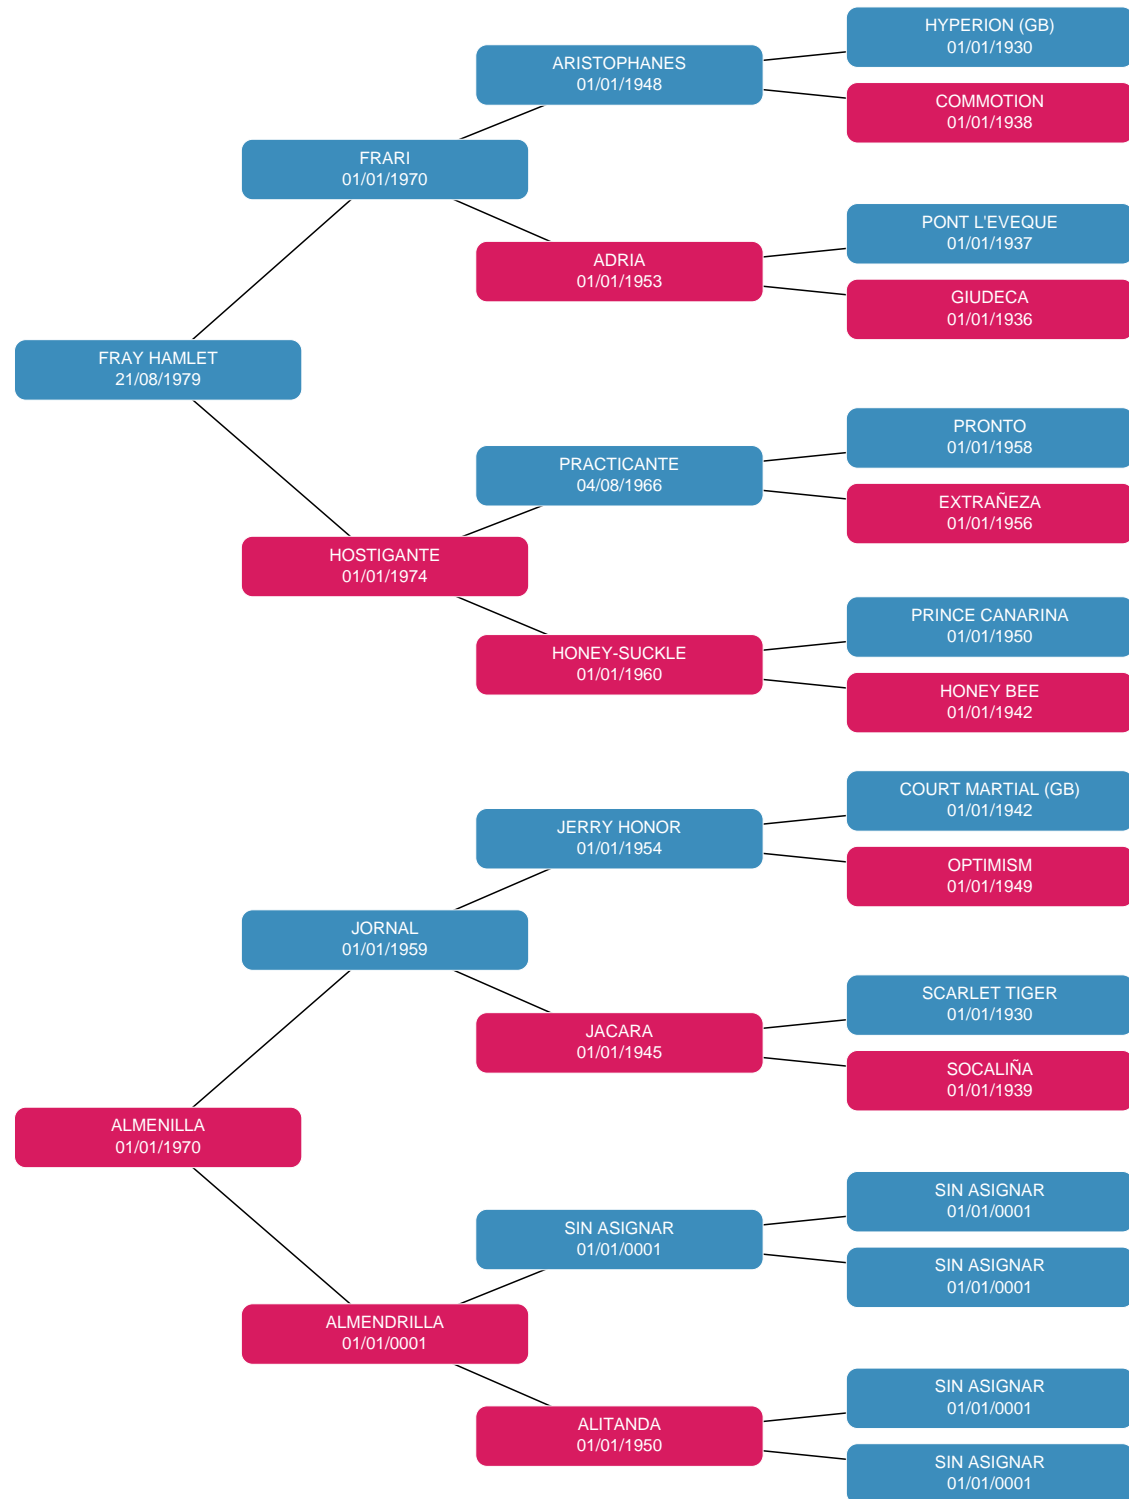 HYPERION (GB)
01/01/1930
ARISTOPHANES
01/01/1948
COMMOTION
01/01/1938
FRARI
01/01/1970
PONT L'EVEQUE
01/01/1937
ADRIA
01/01/1953
GIUDECA
01/01/1936
FRAY HAMLET
21/08/1979
PRONTO
01/01/1958
PRACTICANTE
04/08/1966
EXTRAÑEZA
01/01/1956
HOSTIGANTE
01/01/1974
PRINCE CANARINA
01/01/1950
HONEY-SUCKLE
01/01/1960
HONEY BEE
01/01/1942
COURT MARTIAL (GB)
01/01/1942
JERRY HONOR
01/01/1954
OPTIMISM
01/01/1949
JORNAL
01/01/1959
SCARLET TIGER
01/01/1930
JACARA
01/01/1945
SOCALIÑA
01/01/1939
ALMENILLA
01/01/1970
SIN ASIGNAR
01/01/0001
SIN ASIGNAR
01/01/0001
SIN ASIGNAR
01/01/0001
ALMENDRILLA
01/01/0001
SIN ASIGNAR
01/01/0001
ALITANDA
01/01/1950
SIN ASIGNAR
01/01/0001